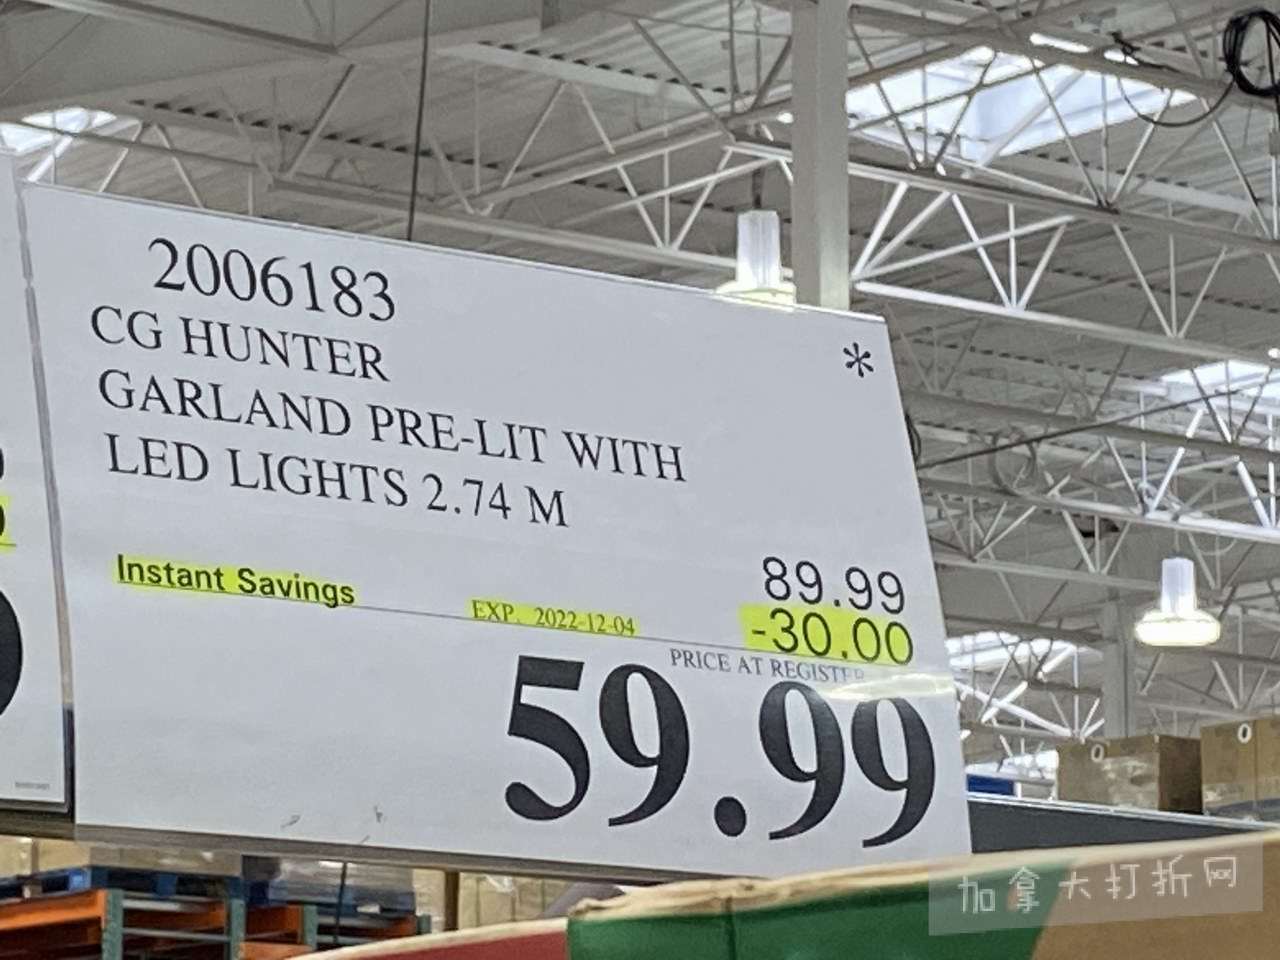 2006183
*
CG HUNTER
GARLAND PRE-LIT WITH
LED LIGHTS 2.74 M
89.99
Instant Savings EXP. 2022-12-04 -30.00
PRICE AT REGISTER
59.99
加拿大打折网